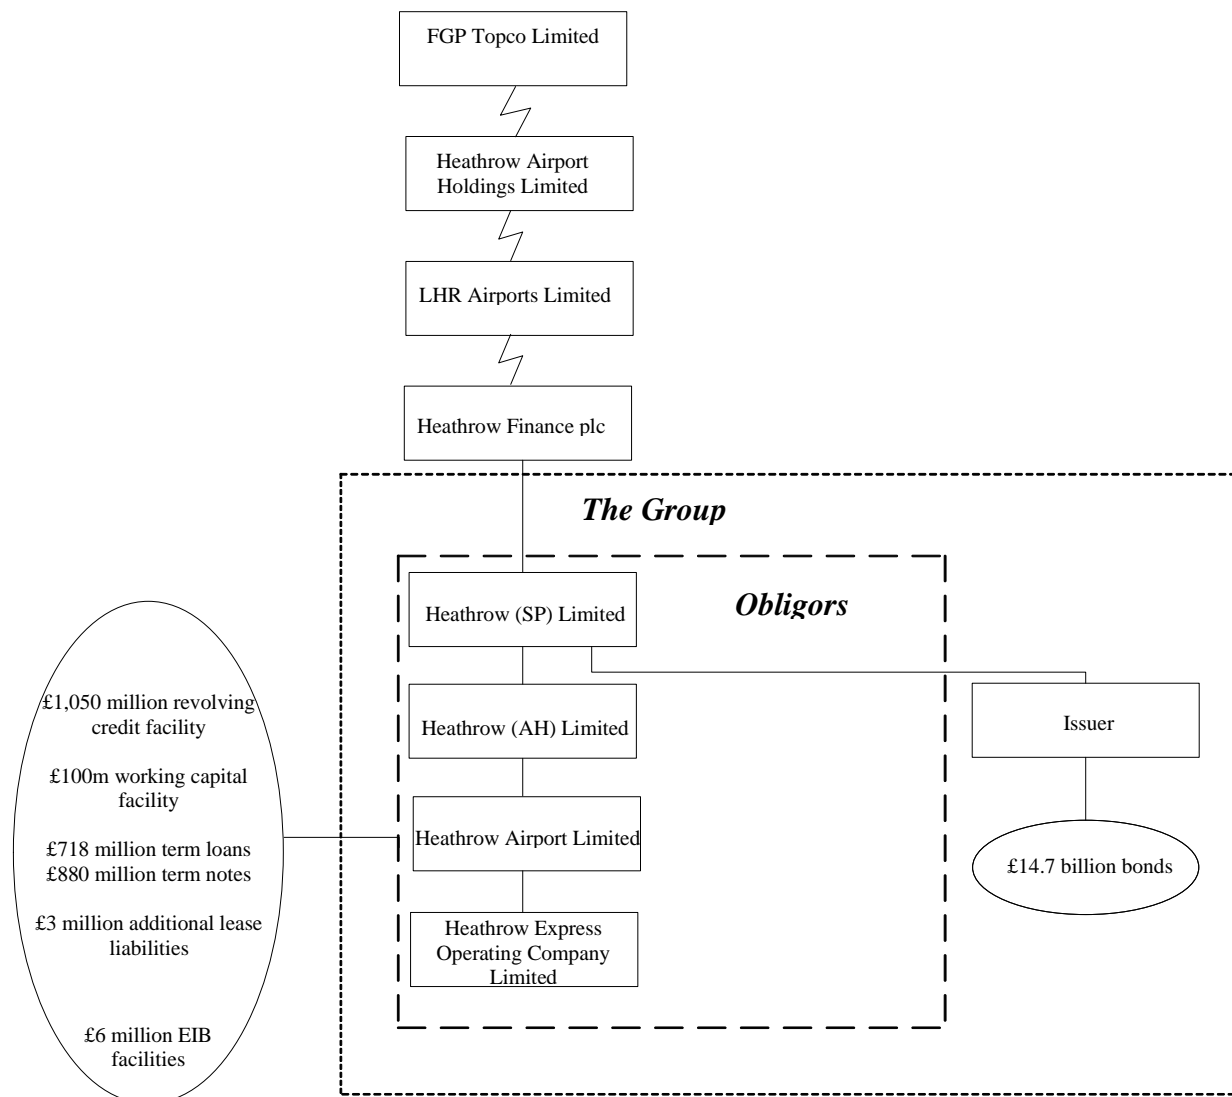 FGP Topco Limited
Heathrow Airport
Holdings Limited
LHR Airports Limited
Heathrow Finance plc
The Group
Obligors
Heathrow (SP) Limited
Heathrow (AH) Limited
Issuer
Heathrow Airport Limited
£14.7 billion bonds
Heathrow Express
Operating Company
Limited
£1,050 million revolving
credit facility
£100m working capital
facility
£718 million term loans
£880 million term notes
£3 million additional lease
liabilities
£6 million EIB
facilities